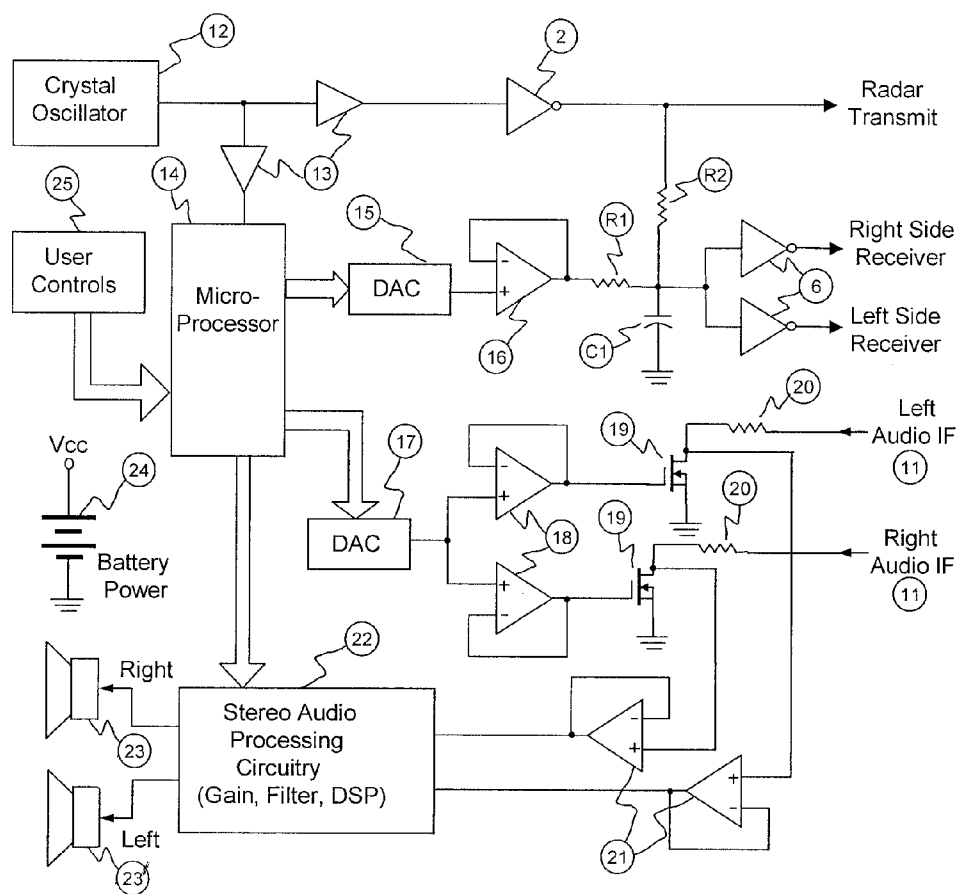 12
2
Crystal
Oscillator
Radar
Transmit
13
14
25
15
R2
R1
User
Controls
Micro-
Processor
DAC
Right Side
Receiver
6
16
C1
Left Side
Receiver
20
19
Left
Audio IF
11
17
Vcc
24
20
DAC
18
19
Right
Audio IF
11
Battery
Power
22
Right
Stereo Audio
Processing
Circuitry
(Gain, Filter, DSP)
23
Left
21
23